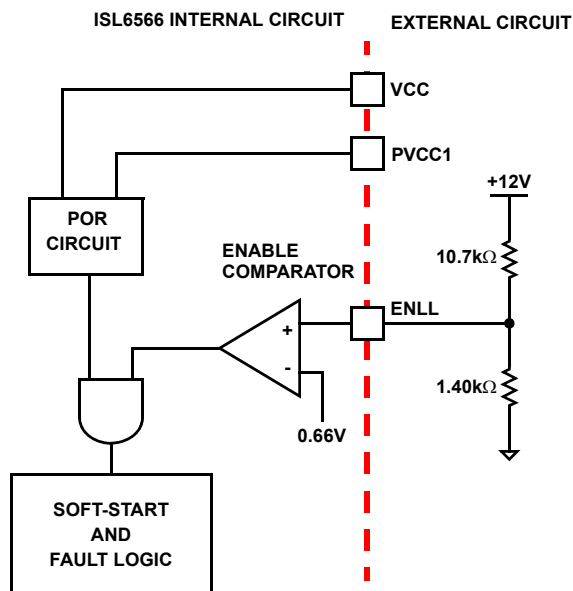 ISL6566 INTERNAL CIRCUIT
EXTERNAL CIRCUIT
VCC
PVCC1
+12V
POR
CIRCUIT
10.7kΩ
ENABLE
COMPARATOR
ENLL
+
-
1.40kΩ
0.66V
SOFT-START
AND
FAULT LOGIC